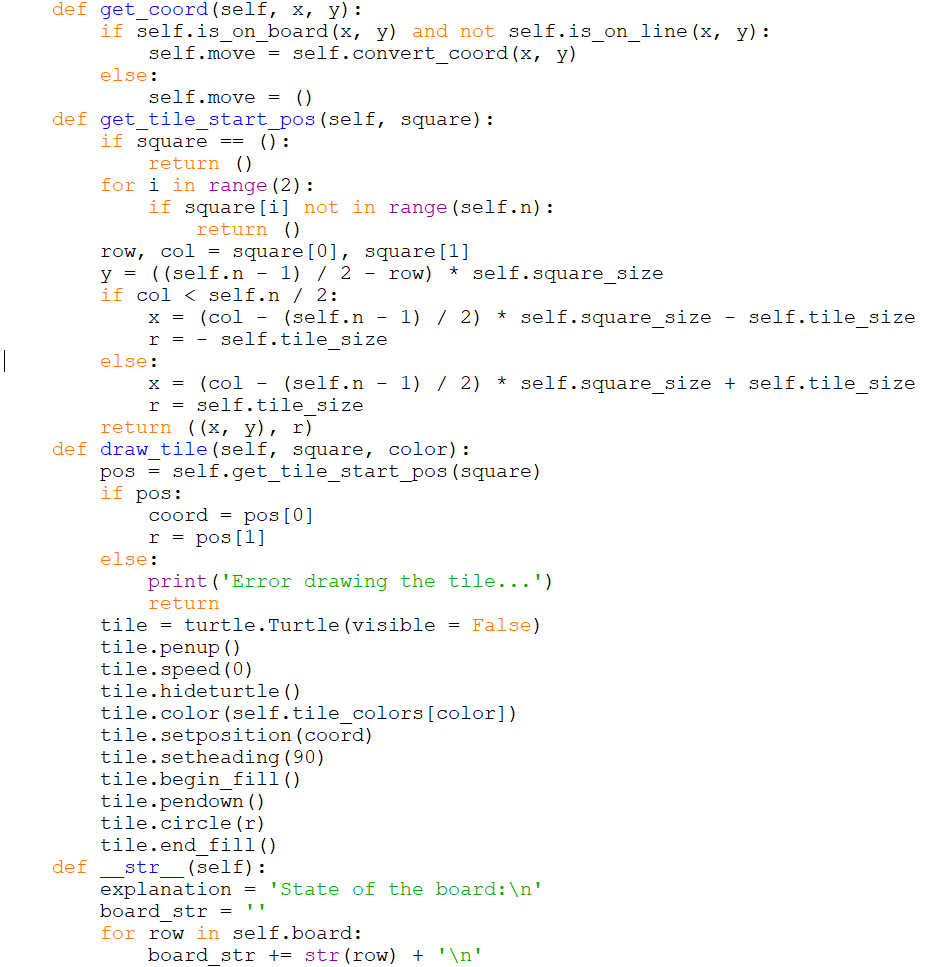 def get_coord(self, x, y):
if self.is_on_board(x, y) and not self.is_on_line(x, y):
self.move = self.convert_coord(x, y)
else:
self.move = ()
def get_tile_start_pos(self, square):
if square == ():
return ()
for i in range(2):
if square[i] not in range(self.n):
return ()
row, col = square[0], square[1]
y = ((self.n - 1) / 2 - row) * self.square_size
if col < self.n / 2:
x = (col - (self.n - 1) / 2) * self.square_size - self.tile_size
r = - self.tile_size
else:
x = (col - (self.n - 1) / 2) * self.square_size + self.tile_size
r = self.tile_size
return ((x, y), r)
def draw_tile(self, square, color):
pos = self.get_tile_start_pos(square)
if pos:
coord = pos[0]
r = pos[1]
else:
print('Error drawing the tile...')
return
tile = turtle.Turtle(visible = False)
tile.penup()
tile.speed(0)
tile.hideturtle()
tile.color(self.tile_colors[color])
tile.setposition(coord)
tile.setheading(90)
tile.begin_fill()
tile.pendown()
tile.circle(r)
tile.end_fill()
def __str__(self):
explanation = 'State of the board:\n'
board_str = ''
for row in self.board:
board_str += str(row) + '\n'